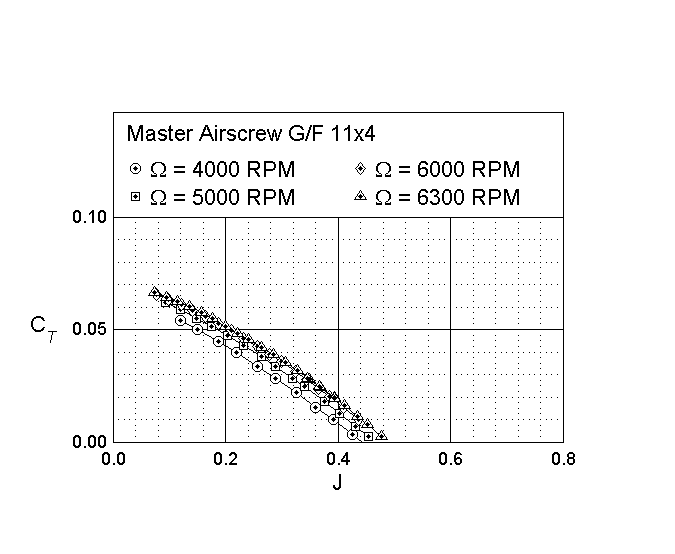 Master Airscrew G/F 11x4
Ω = 4000 RPM Ω = 6000 RPM
Ω = 5000 RPM Ω = 6300 RPM
0.10
C_T 0.05
0.00
0.0 0.2 0.4 0.6 0.8
J